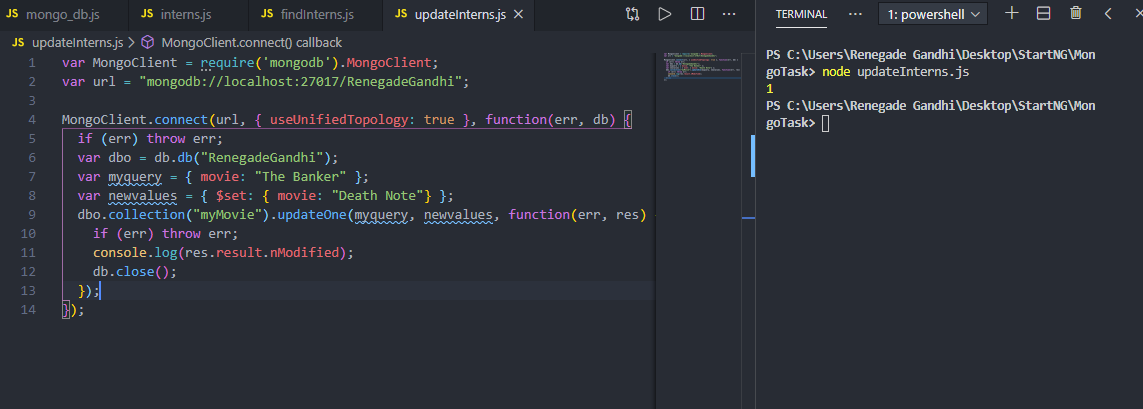 JS mongo_db.js JS interns.js JS findInterns.js JS updateInterns.js ×
JS updateInterns.js > MongoClient.connect() callback
1 var MongoClient = require('mongodb').MongoClient;
2 var url = "mongodb://localhost:27017/RenegadeGandhi";
3
4 MongoClient.connect(url, { useUnifiedTopology: true }, function(err, db) {
5 if (err) throw err;
6 var dbo = db.db("RenegadeGandhi");
7 var myquery = { movie: "The Banker" };
8 var newvalues = { $set: { movie: "Death Note"} };
9 dbo.collection("myMovie").updateOne(myquery, newvalues, function(err, res)
10 if (err) throw err;
11 console.log(res.result.nModified);
12 db.close();
13 });
14 });
TERMINAL ··· 1: powershell
PS C:\Users\Renegade Gandhi\Desktop\StartNG\Mon
goTask> node updateInterns.js
1
PS C:\Users\Renegade Gandhi\Desktop\StartNG\Mon
goTask>